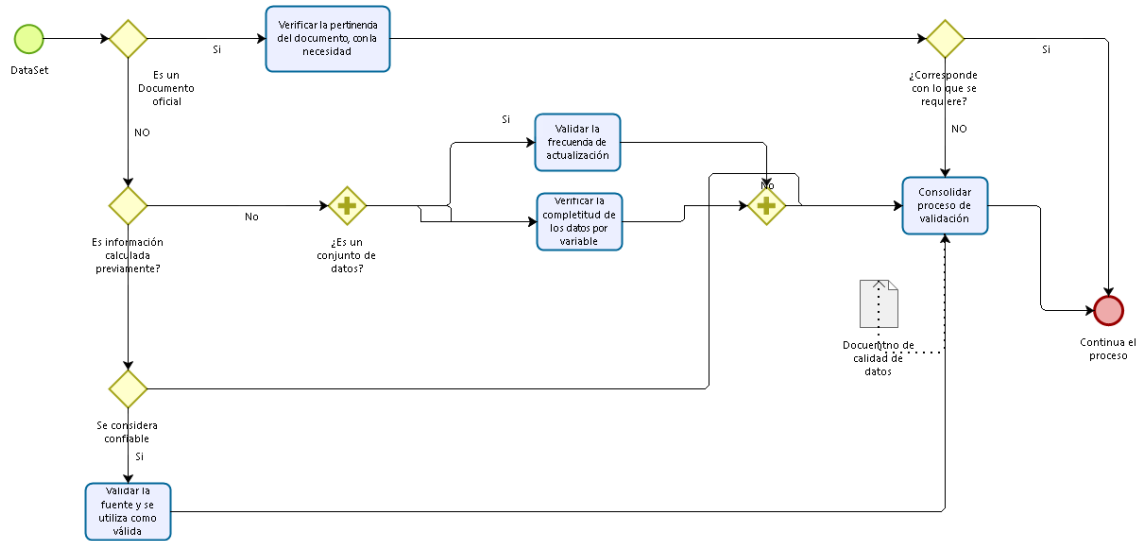 Verificar la pertinencia
del documento, con la
necesidad
Si
Si
DataSet
Es un
Documento
oficial
¿Corresponde
con lo que se
requiere?
NO
NO
Si
Validar la
frecuencia de
actualización
No
Verificar la
completitud de
los datos por
variable
Consolidar
proceso de
validación
No
Es información
calculada
previamente?
¿Es un
conjunto de
datos?
Continua el
proceso
calidad de
datos
Se considera
confiable
Si
Validar la
fuente y se
utiliza como
válida